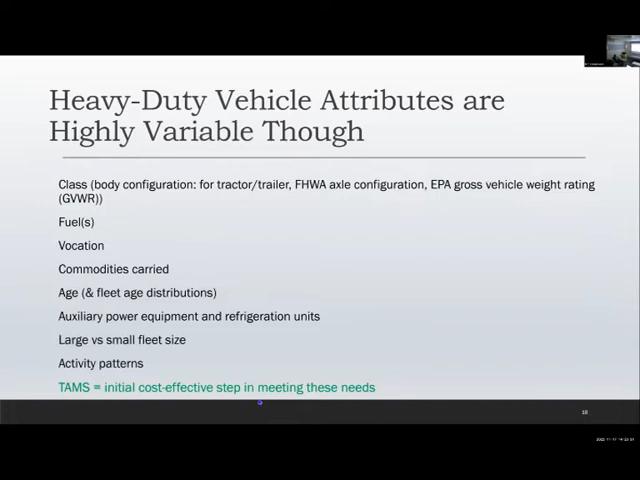 Heavy-Duty Vehicle Attributes are
Highly Variable Though
Class (body configuration: for tractor/trailer, FHWA axle configuration, EPA gross vehicle weight rating
(GVWR))
Fuel(s)
Vocation
Commodities carried
Age (& fleet age distributions)
Auxiliary power equipment and refrigeration units
Large vs small fleet size
Activity patterns
TAMS = initial cost-effective step in meeting these needs
18